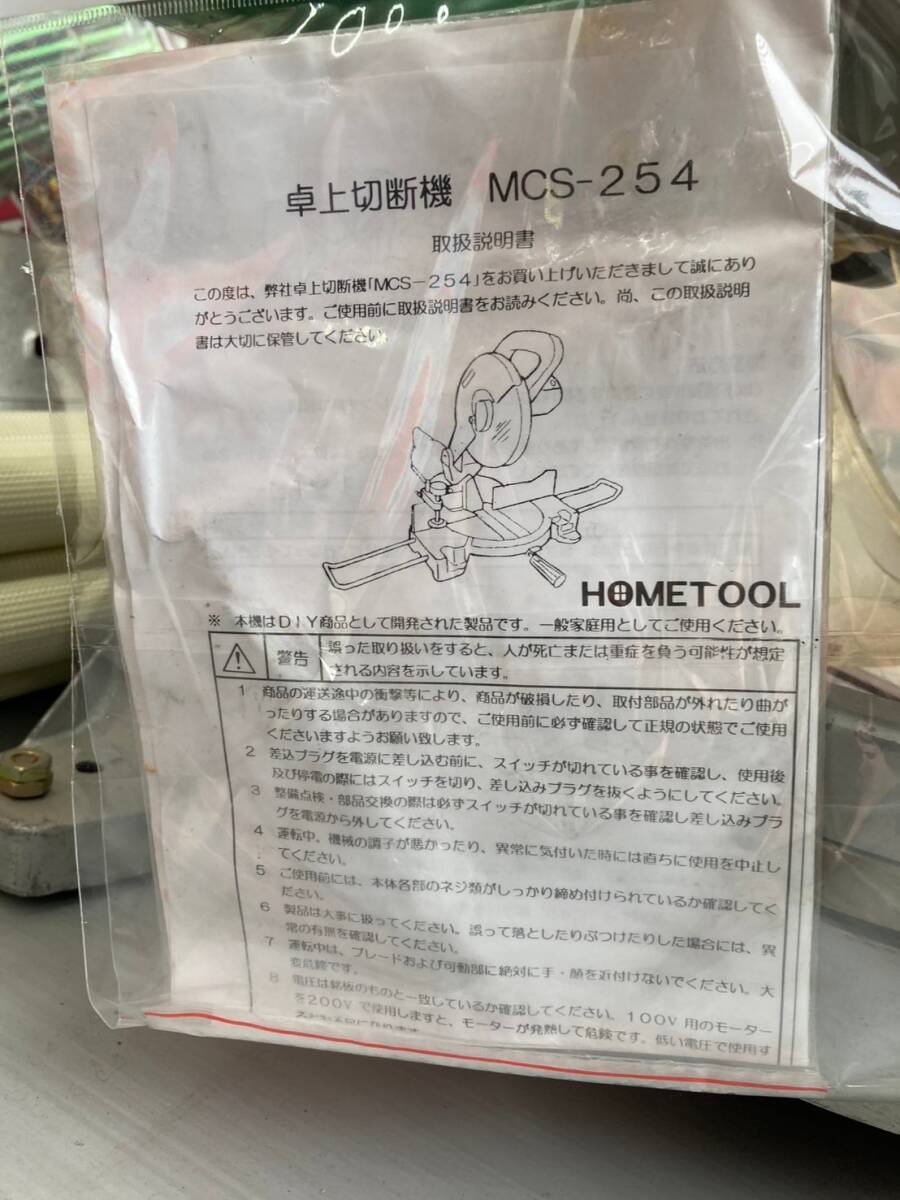 卓上切断機 MCS-254
取扱説明書
この度は、弊社卓上切断機「MCS-254」をお買い上げいただきまして誠にあり
がとうございます。ご使用前に取扱説明書をお読みください。尚、この取扱説明
書は大切に保管してください
HOMETOOL
※ 本機はDIY商品として開発された製品です。一般家庭用としてご使用ください。
警告 誤った取り扱いをすると、人が死亡または重症を負う可能性が想定
される内容を示しています。
1 商品の運送途中の衝撃等により、商品が破損したり、取付部品が外れたり曲が
ったりする場合がありますので、ご使用前に必ず確認して正規の状態でご使用
くださいますようお願い致します。
2 差込プラグを電源に差し込む前に、スイッチが切れている事を確認し、使用後
及び停電の際にはスイッチを切り、差し込みプラグを抜くようにしてください。
3 整備点検・部品交換の際は必ずスイッチが切れている事を確認し差し込みプラ
グを電源から外してください。
4 運転中、機械の調子が悪かったり、異常に気付いた時には直ちに使用を中止し
てください。
5 ご使用前には、本体各部のネジ類がしっかり締め付けられているか確認してく
ださい。
6 製品は大事に扱ってください。誤って落としたりぶつけたりした場合には、異
常の有無を確認してください。
7 運転中は、ブレードおよび可動部に絶対に手・顔を近付けないでください。大
変危険です。
8 電圧は銘板のものと一致しているか確認してください。100V用のモーター
を200Vで使用しますと、モーターが発熱して危険です。低い電圧で使用す